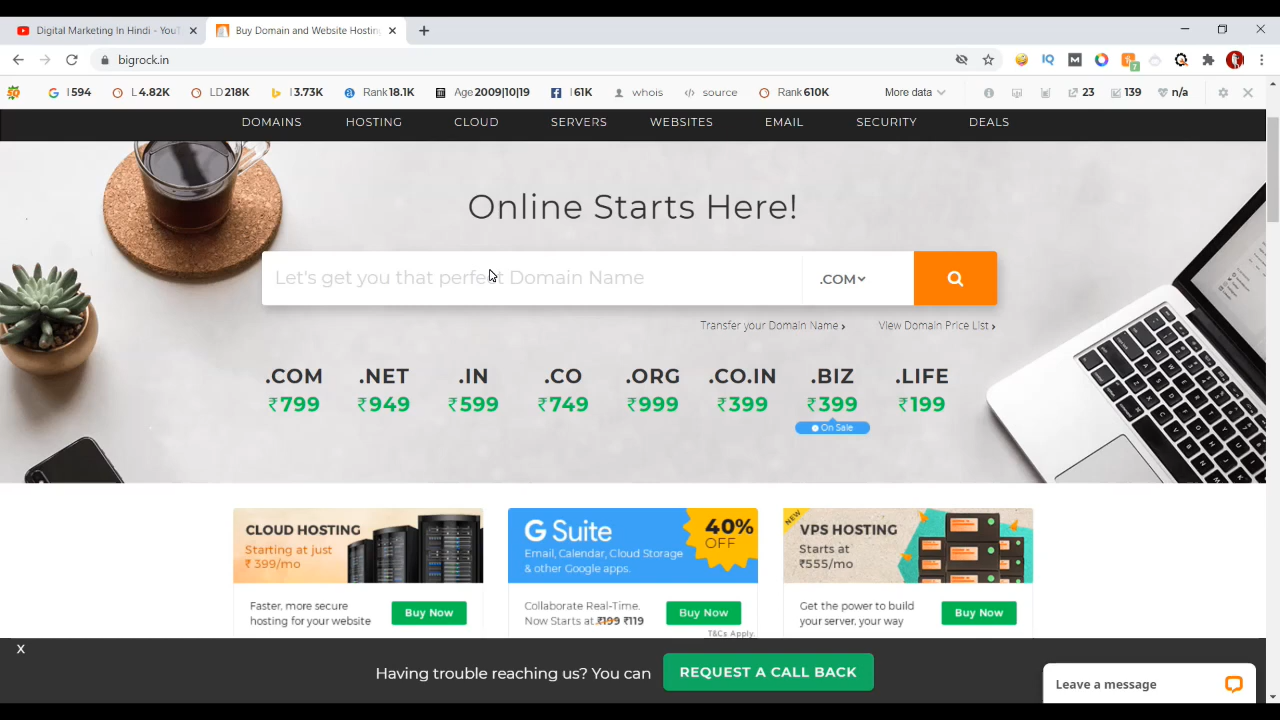 Digital Marketing In Hindi - YouT
Buy Domain and Website Hostin
bigrock.in
7
SQ
G I 594
L 4.82K
LD 218K
I 3.73K
Rank 18.1K
Age 2009|10|19
I 61K
whois
source
Rank 610K
More data
23
139
n/a
IQ
M
DOMAINS
HOSTING
CLOUD
SERVERS
WEBSITES
EMAIL
SECURITY
DEALS
Online Starts Here!
Let's get you that perfect Domain Name
.COM
Transfer your Domain Name ›
View Domain Price List ›
.COM .NET .IN .CO .ORG .CO.IN .BIZ .LIFE
₹799 ₹949 ₹599 ₹749 ₹999 ₹399 ₹399 ₹199
On Sale
CLOUD HOSTING
Starting at just
₹ 399/mo
Faster, more secure
hosting for your website
Buy Now
G Suite
Email, Calendar, Cloud Storage
& other Google apps.
40%
OFF
Collaborate Real-Time.
Now Starts at ₹199 ₹119
Buy Now
T&Cs Apply.
NEW
VPS HOSTING
Starts at
₹555/mo
Get the power to build
your server, your way
Buy Now
X
Having trouble reaching us? You can
REQUEST A CALL BACK
Leave a message